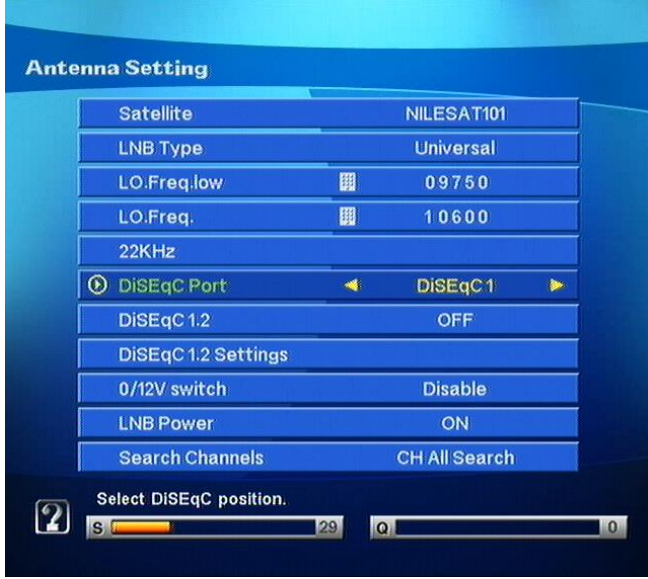 Antenna Setting
Satellite NILESAT101
LNB Type Universal
LO.Freq.low 09750
LO.Freq. 10600
22KHz
DiSEqC Port DiSEqC 1
DiSEqC 1.2 OFF
DiSEqC 1.2 Settings
0/12V switch Disable
LNB Power ON
Search Channels CH All Search
Select DiSEqC position.
S 29 Q 0